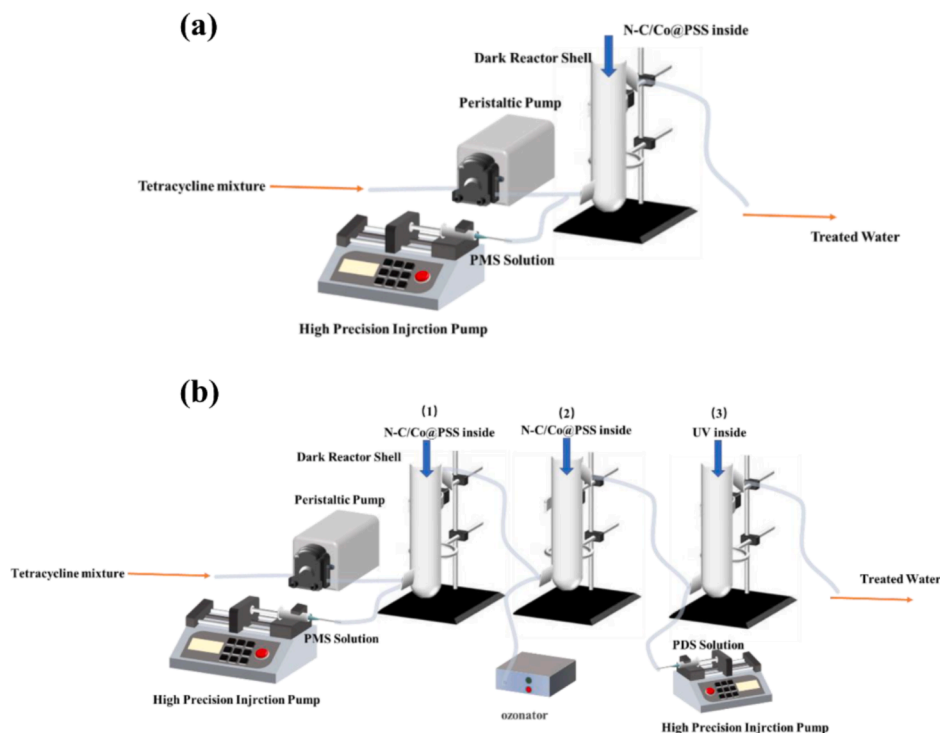 (a)
N-C/Co@PSS inside
Dark Reactor Shell
Peristaltic Pump
Tetracycline mixture
Treated Water
PMS Solution
High Precision Injrction Pump
(b)
(1)
(2)
(3)
N-C/Co@PSS inside
N-C/Co@PSS inside
UV inside
Dark Reactor Shell
Peristaltic Pump
Tetracycline mixture
Treated Water
PMS Solution
PDS Solution
High Precision Injrction Pump
ozonator
High Precision Injrction Pump